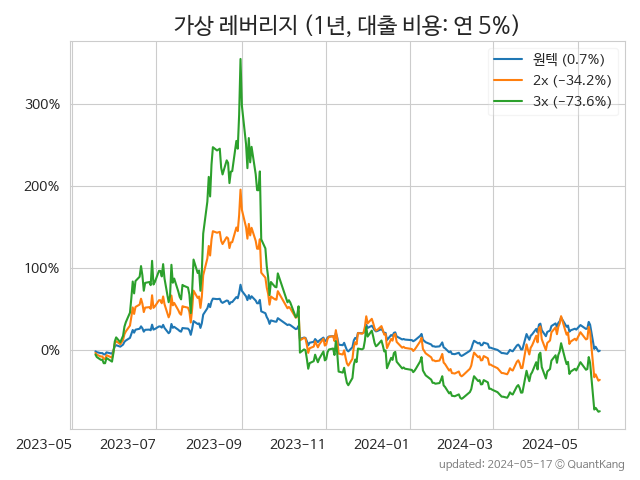 가상 레버리지 (1년, 대출 비용: 연 5%)
원텍 (0.7%)
2x (−34.2%)
3x (−73.6%)
300%
200%
100%
0%
2023−05 2023−07 2023−09 2023−11 2024−01 2024−03 2024−05
updated: 2024−05−17 © QuantKang